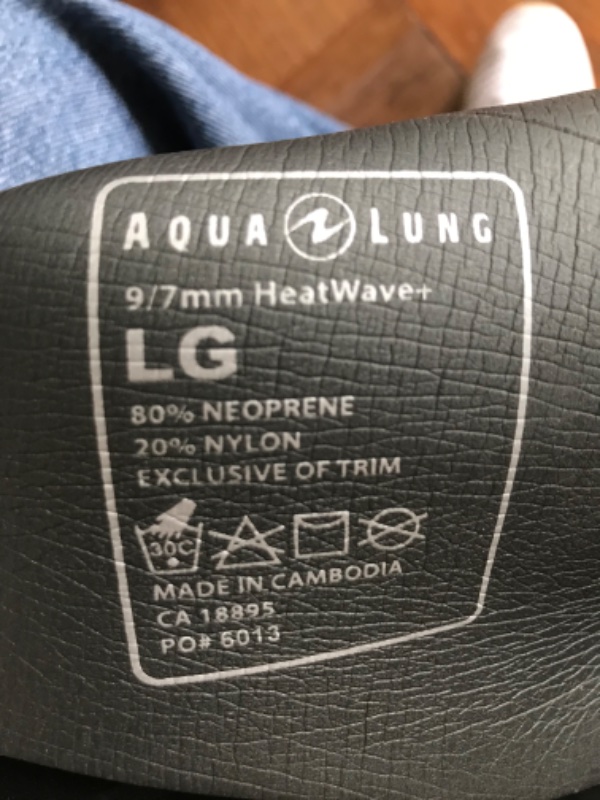 AQUA LUNG
9/7mm HeatWave+
LG
80% NEOPRENE
20% NYLON
EXCLUSIVE OF TRIM
30C
MADE IN CAMBODIA
CA 18895
PO# 6013